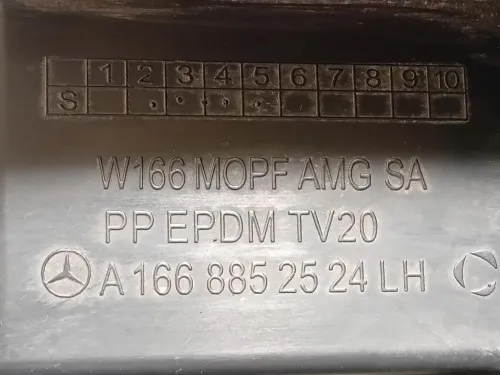 1 2 3 4 5 6 7 8 9 10
S
W166 MOPF AMG SA
PP EPDM TV20
A 166 885 25 24 LH